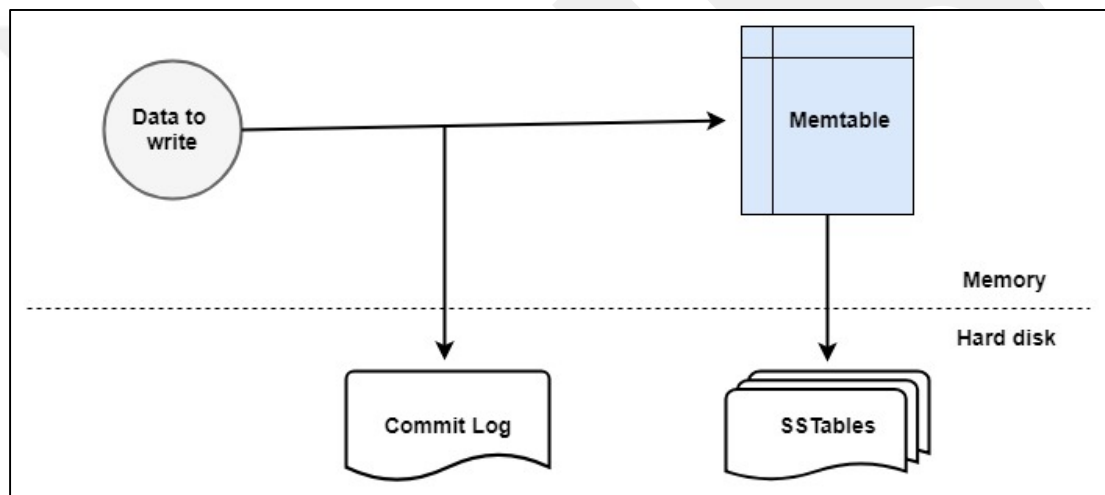 Data to
write
Memtable
Memory
Hard disk
Commit Log
SSTables